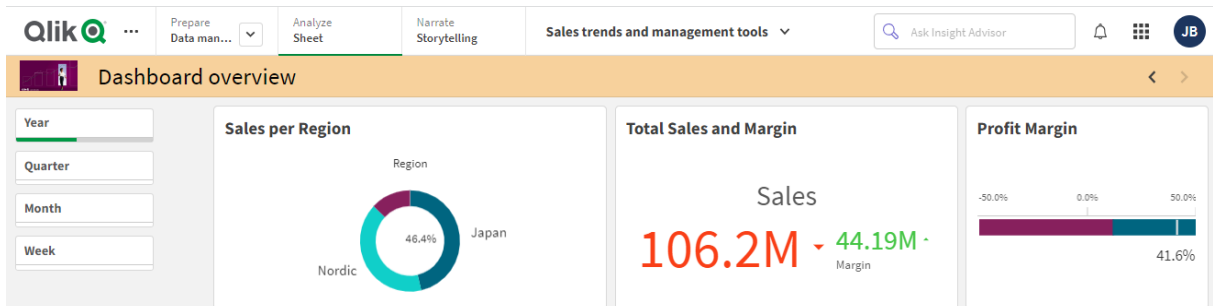 Qlik
Prepare
Data man...
Analyze
Sheet
Narrate
Storytelling
Sales trends and management tools
Ask Insight Advisor
JB
Dashboard overview
Year
Quarter
Month
Week
Sales per Region
Region
46.4%
Japan
Nordic
Total Sales and Margin
Sales
106.2M
44.19M
Margin
Profit Margin
-50.0% 0.0% 50.0%
41.6%